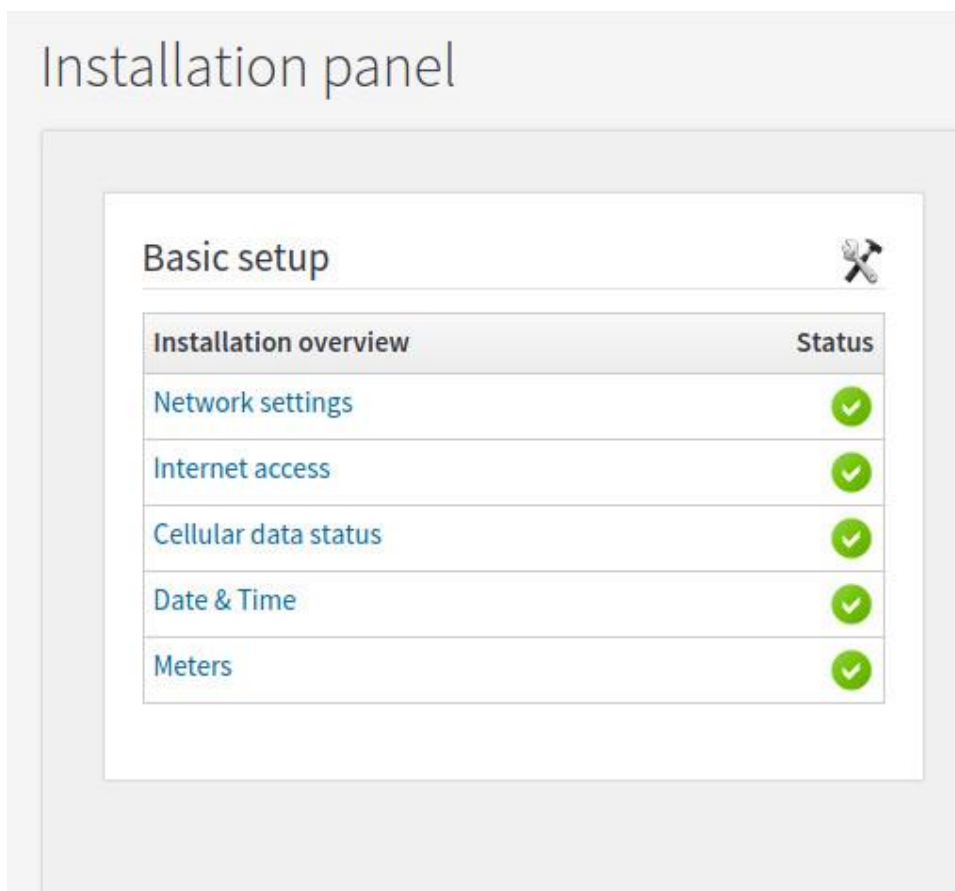 Installation panel
Basic setup
Installation overview Status
Network settings
Internet access
Cellular data status
Date & Time
Meters